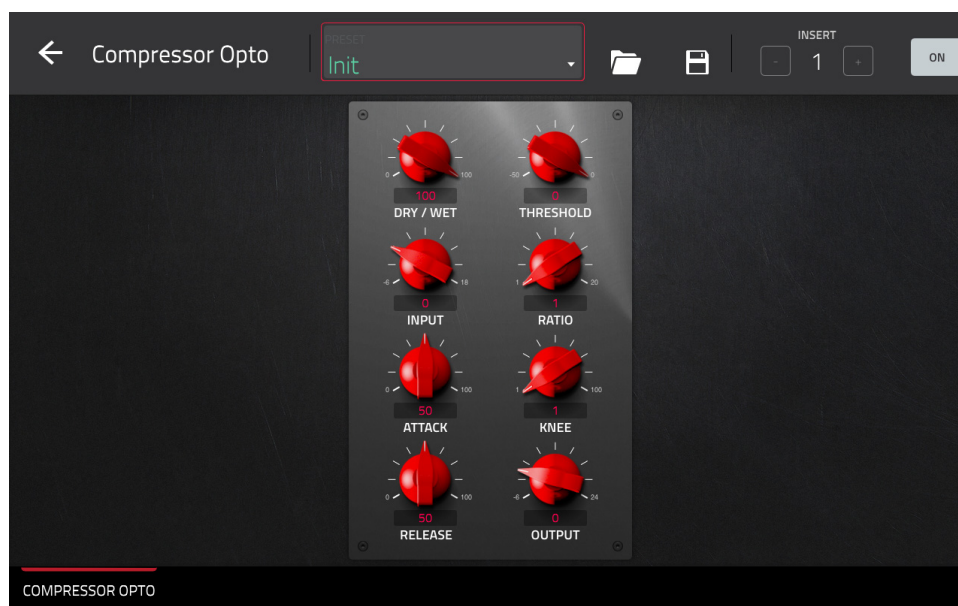 Compressor Opto
PRESET
Init
INSERT
- 1 +
ON
0 100
100
DRY / WET
-50 0
0
THRESHOLD
-6 18
0
INPUT
1 20
1
RATIO
0 100
50
ATTACK
1 100
1
KNEE
0 100
50
RELEASE
-6 24
0
OUTPUT
COMPRESSOR OPTO